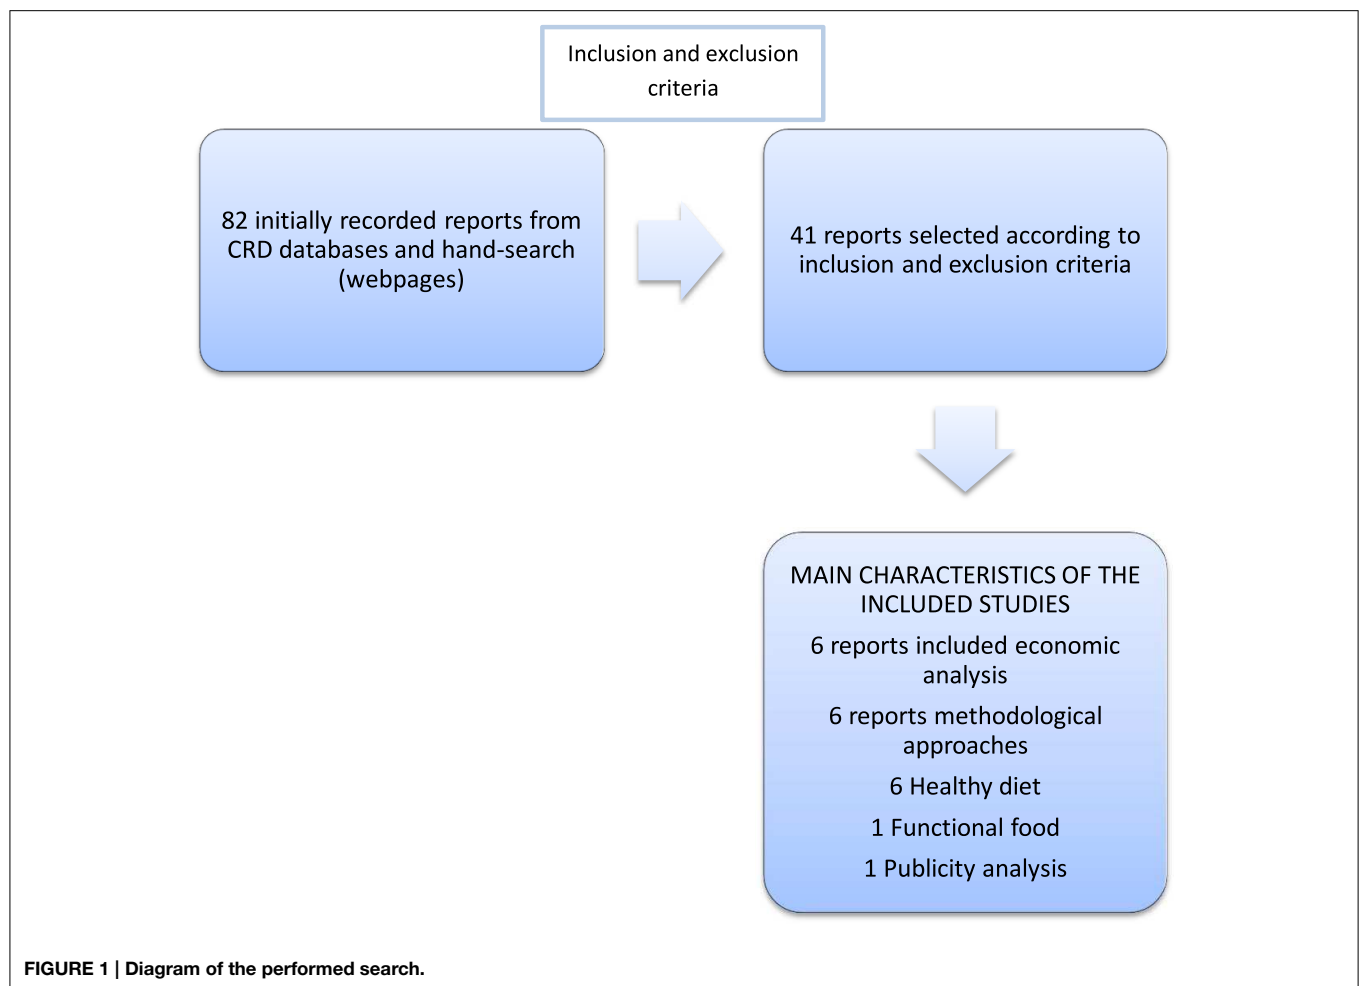 Inclusion and exclusion
criteria
82 initially recorded reports from
CRD databases and hand-search
(webpages)
41 reports selected according to
inclusion and exclusion criteria
MAIN CHARACTERISTICS OF THE
INCLUDED STUDIES
6 reports included economic
analysis
6 reports methodological
approaches
6 Healthy diet
1 Functional food
1 Publicity analysis
FIGURE 1 | Diagram of the performed search.